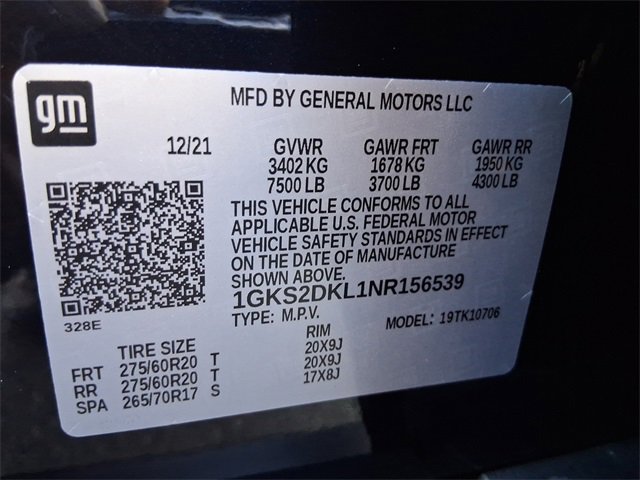 gm
MFD BY GENERAL MOTORS LLC
12/21 GVWR GAWR FRT GAWR RR
3402 KG 1678 KG 1950 KG
7500 LB 3700 LB 4300 LB
THIS VEHICLE CONFORMS TO ALL
APPLICABLE U.S. FEDERAL MOTOR
VEHICLE SAFETY STANDARDS IN EFFECT
ON THE DATE OF MANUFACTURE
SHOWN ABOVE.
1GKS2DKL1NR156539
328E
TYPE: M.P.V. MODEL: 19TK10706
TIRE SIZE RIM
FRT 275/60R20 T 20X9J
RR 275/60R20 T 20X9J
SPA 265/70R17 S 17X8J